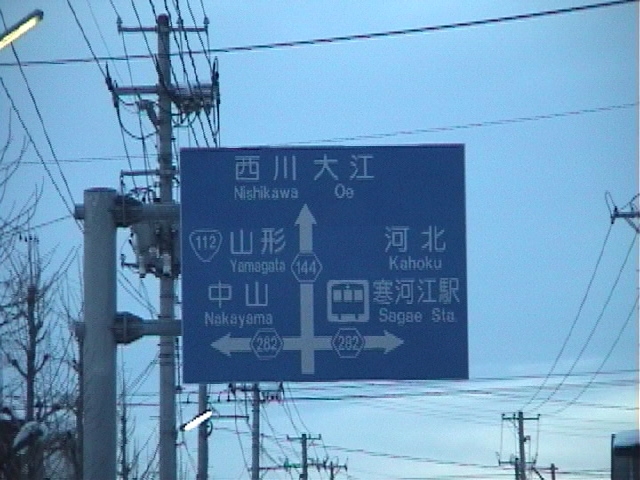 西川 大江
Nishikawa Oe
112 山形 河北
Yamagata 144 Kahoku
中山 寒河江駅
Nakayama Sagae Sta.
282 282